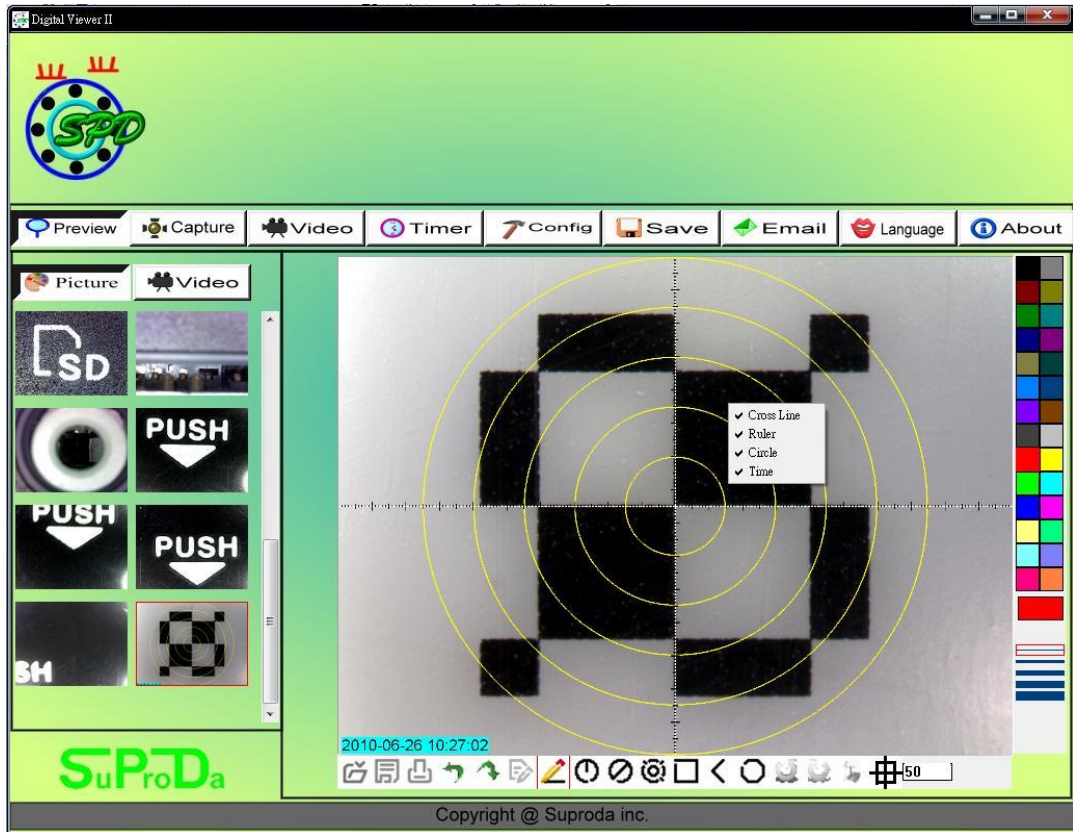 Digital Viewer II
SPD
Preview Capture Video Timer Config Save Email Language About
Picture Video
SD
PUSH
PUSH
PUSH
SH
Cross Line
Ruler
Circle
Time
2010-06-26 10:27:02
50
SuProDa
Copyright @ Suproda inc.